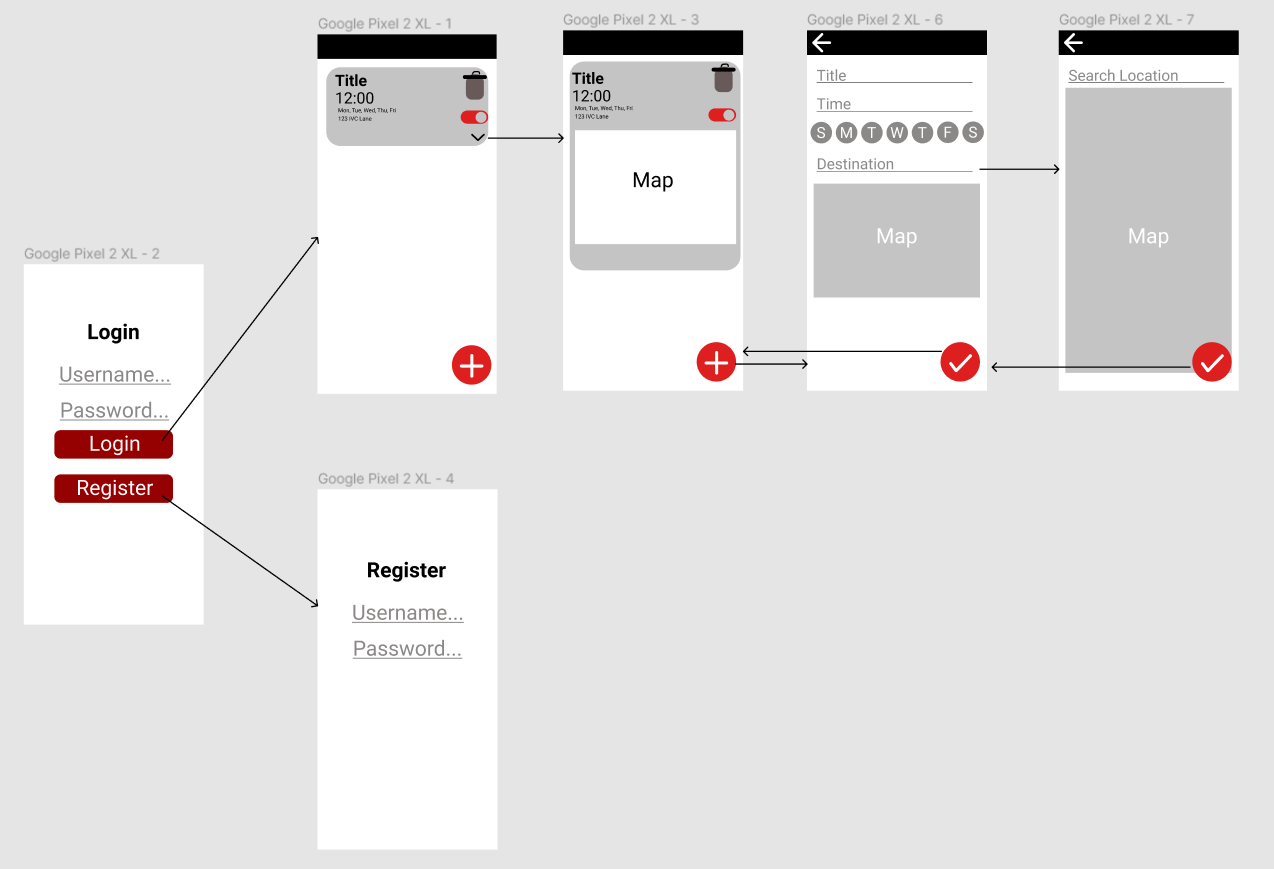 Google Pixel 2 XL - 1
Title
12:00
Mon, Tue, Wed, Thu, Fri
123 IVC Lane
Google Pixel 2 XL - 3
Title
12:00
Mon, Tue, Wed, Thu, Fri
123 IVC Lane
Map
Google Pixel 2 XL - 6
Title
Time
S M T W T F S
Destination
Map
Google Pixel 2 XL - 7
Search Location
Map
Google Pixel 2 XL - 2
Login
Username...
Password...
Login
Register
Google Pixel 2 XL - 4
Register
Username...
Password...